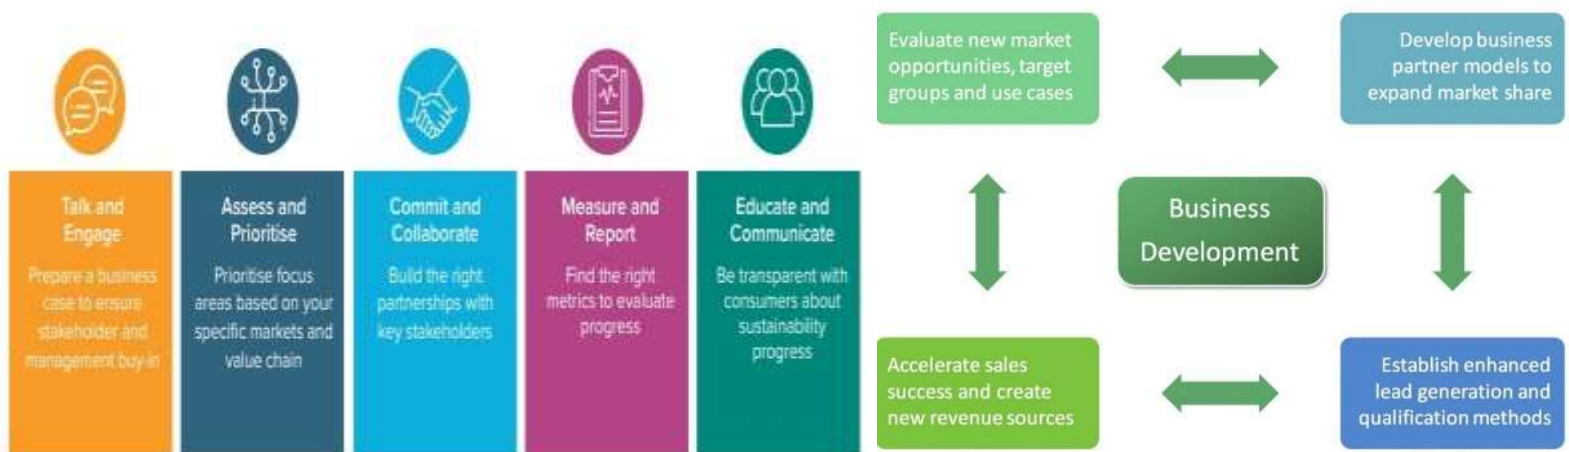 Talk and
Engage
Prepare a business
case to ensure
stakeholder and
management buy-in
Assess and
Prioritise
Prioritise focus
areas based on your
specific markets and
value chain
Commit and
Collaborate
Build the right
partnerships with
key stakeholders
Measure and
Report
Find the right
metrics to evaluate
progress
Educate and
Communicate
Be transparent with
consumers about
sustainability
progress
Evaluate new market
opportunities, target
groups and use cases
Develop business
partner models to
expand market share
Business
Development
Accelerate sales
success and create
new revenue sources
Establish enhanced
lead generation and
qualification methods